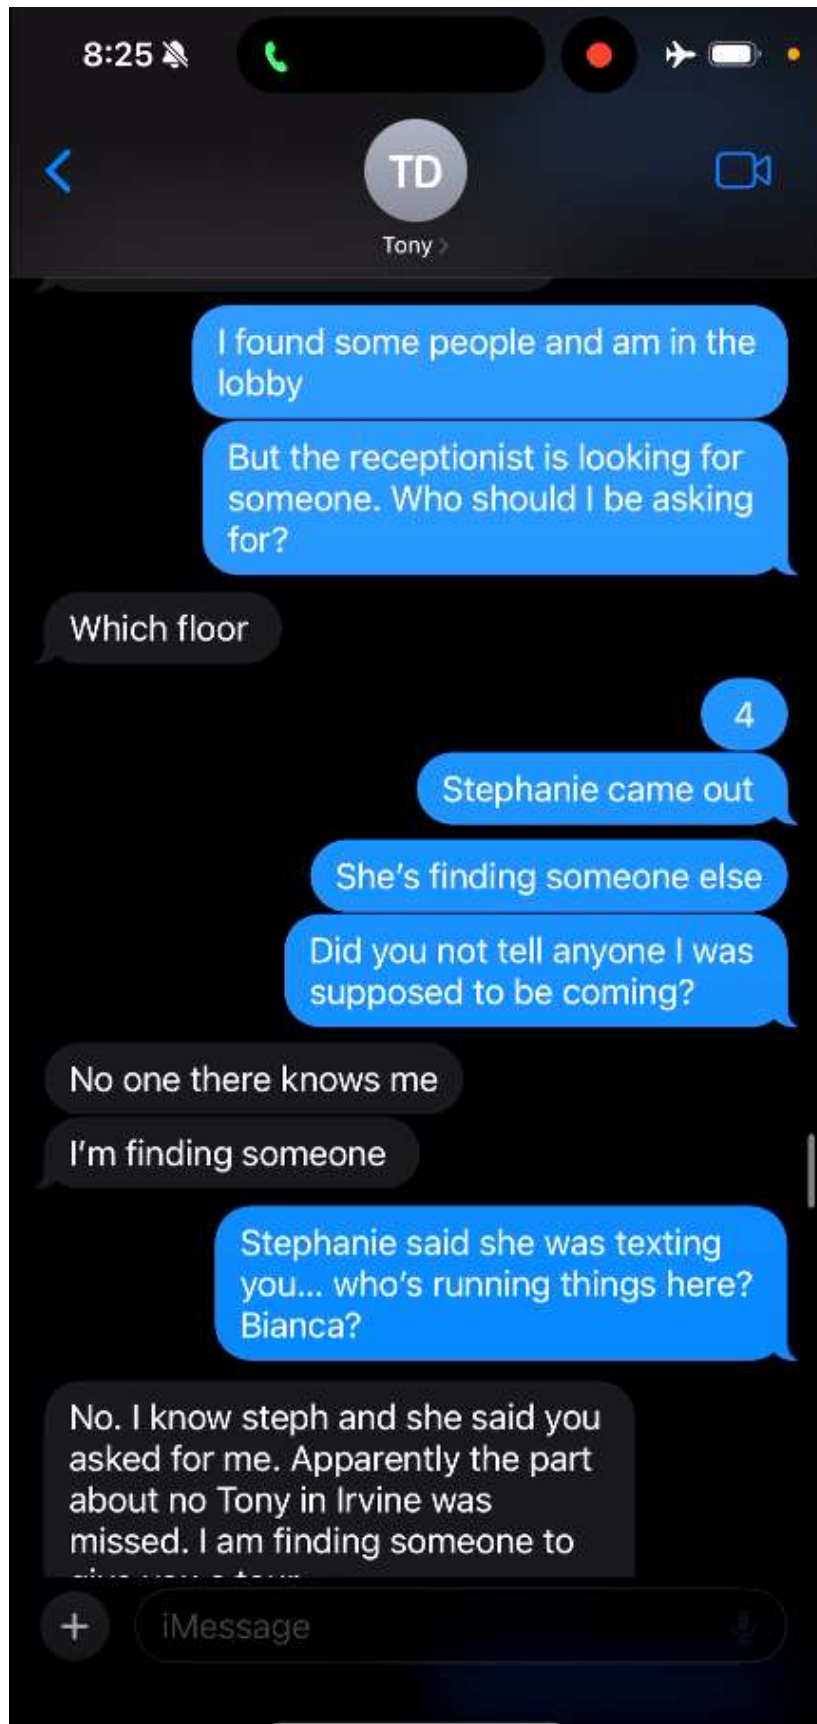 8:25
TD
Tony
I found some people and am in the
lobby
But the receptionist is looking for
someone. Who should I be asking
for?
Which floor
4
Stephanie came out
She's finding someone else
Did you not tell anyone I was
supposed to be coming?
No one there knows me
I'm finding someone
Stephanie said she was texting
you... who's running things here?
Bianca?
No. I know steph and she said you
asked for me. Apparently the part
about no Tony in Irvine was
missed. I am finding someone to
give you a tour
iMessage